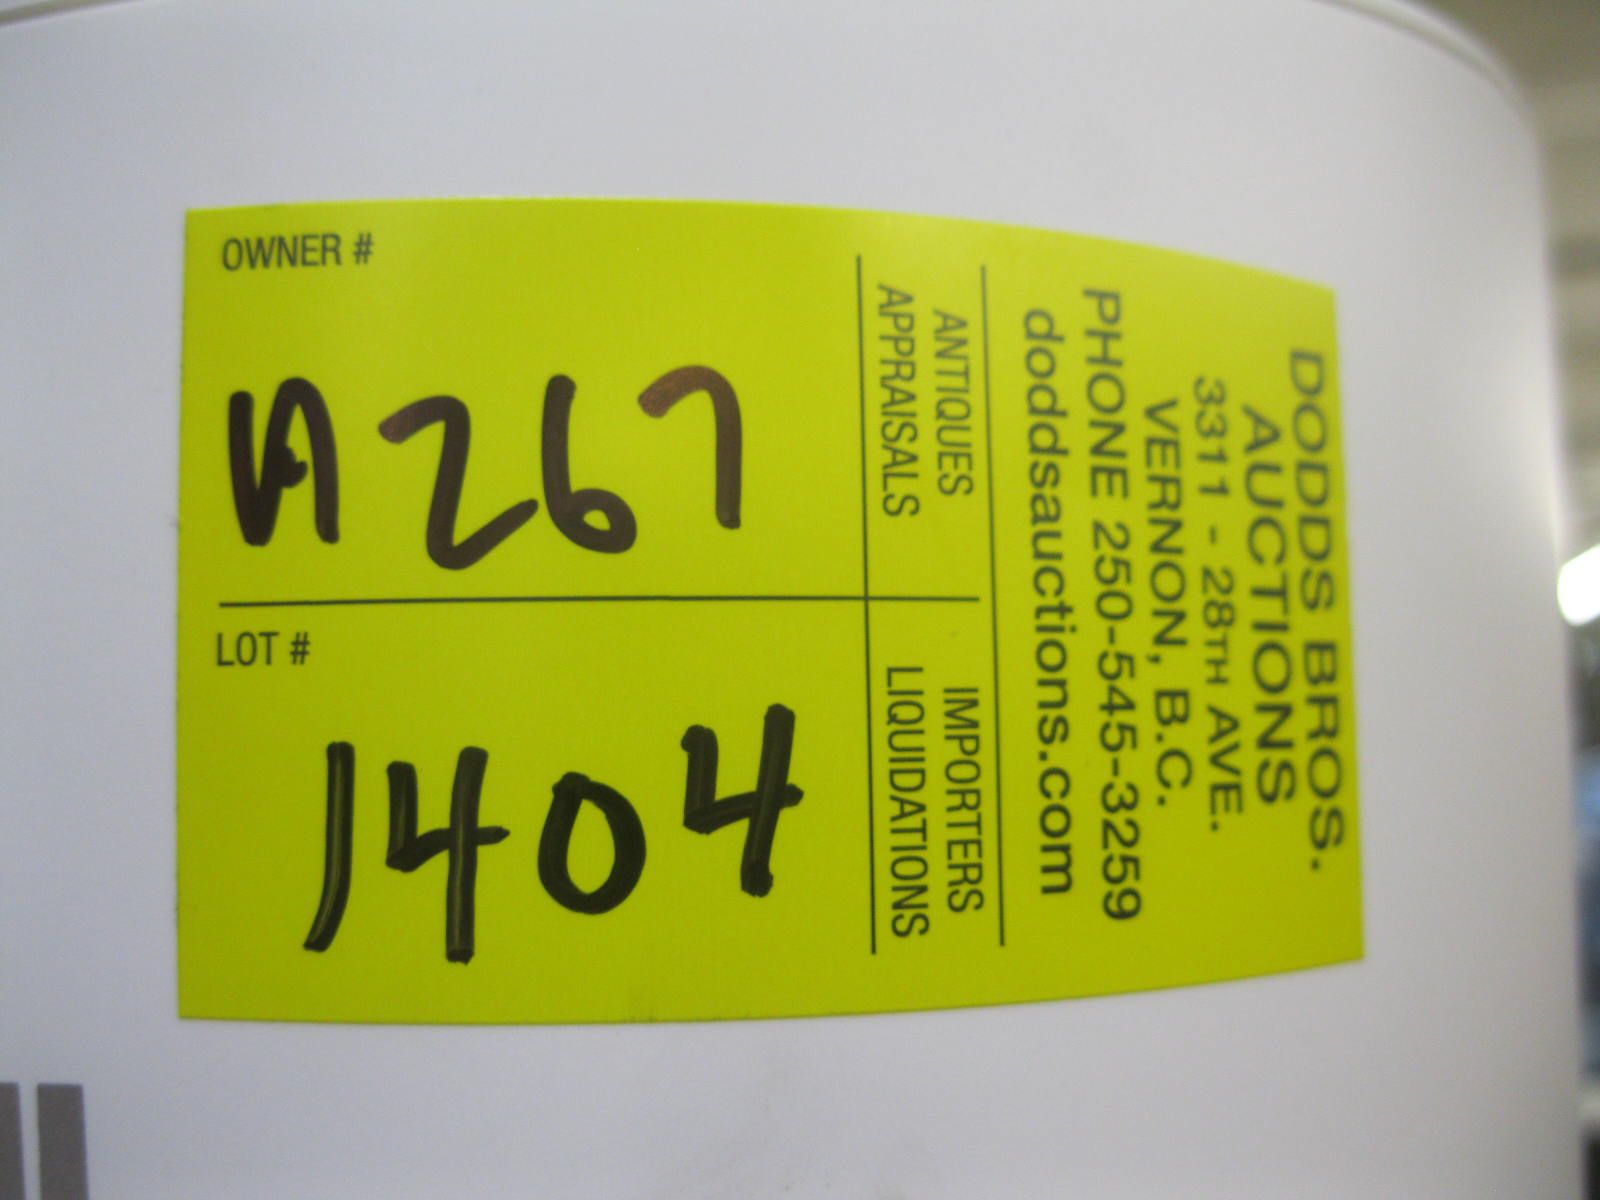 OWNER #
A267
LOT #
1404
ANTIQUES
APPRAISALS
IMPORTERS
LIQUIDATIONS
DODDS BROS.
AUCTIONS
3311 - 28TH AVE.
VERNON, B.C.
PHONE 250-545-3259
doddsauctions.com